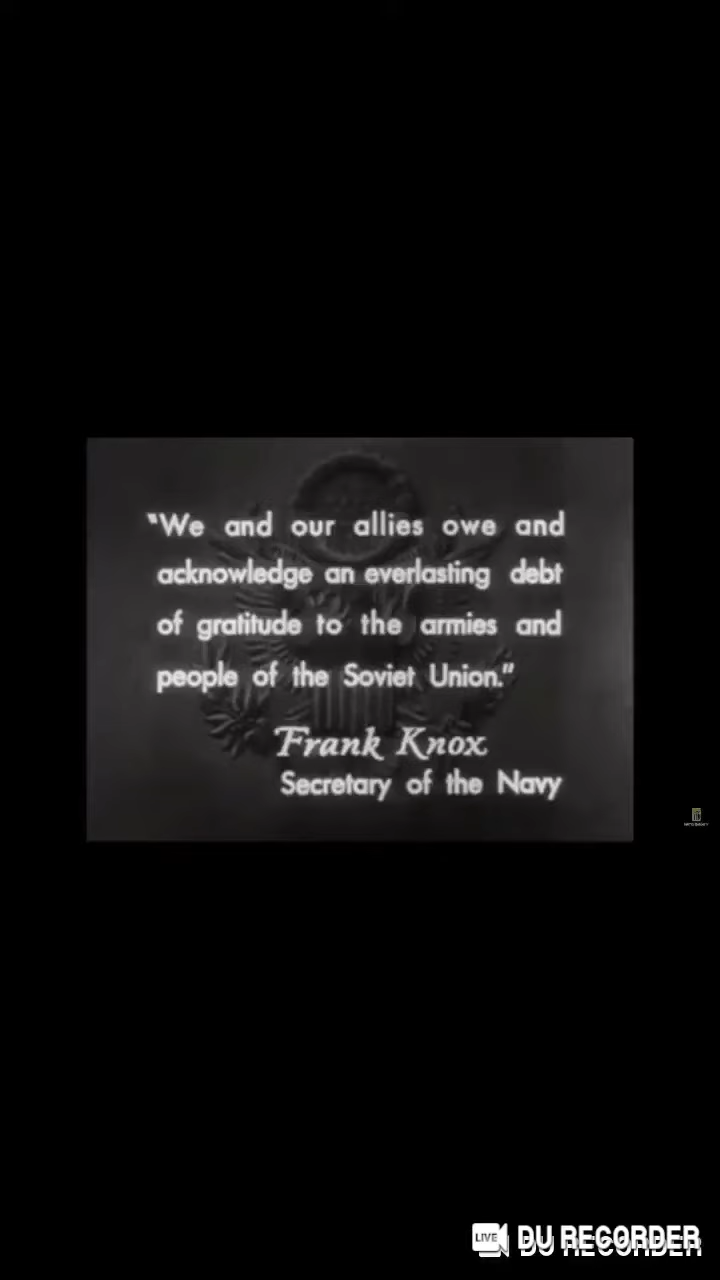 "We and our allies owe and
acknowledge an everlasting debt
of gratitude to the armies and
people of the Soviet Union."
Frank Knox
Secretary of the Navy
LIVE DU RECORDER